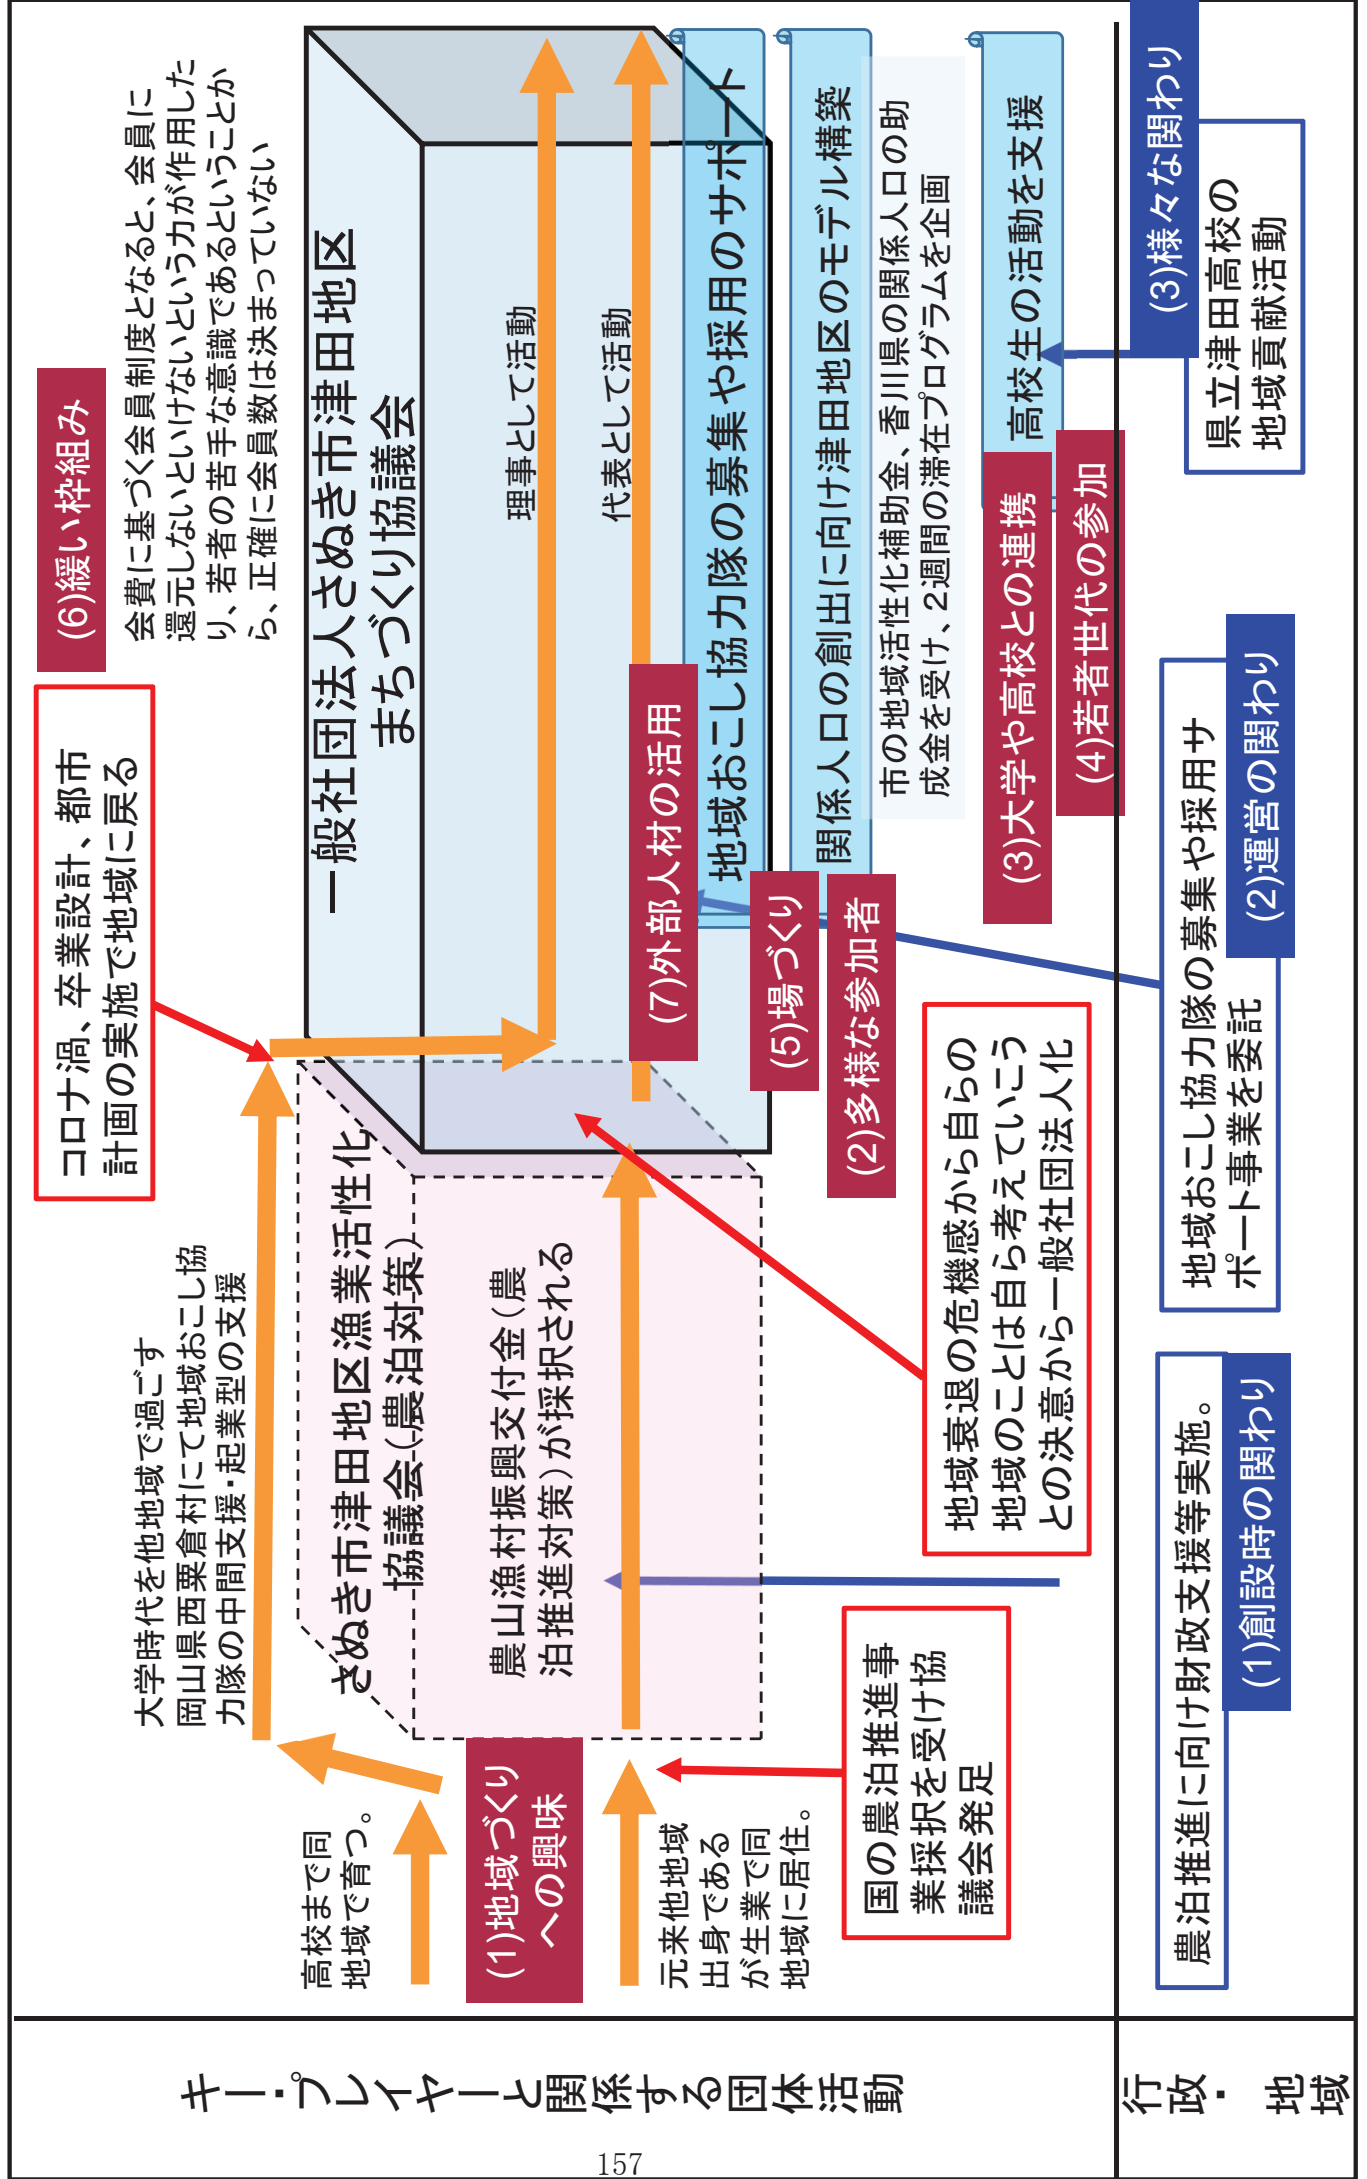 キー・プレイヤーと関係する団体活動
行政・地域
高校まで同
地域で育つ。
(1)地域づくり
への興味
元来他地域
出身である
が生業で同
地域に居住。
大学時代を他地域で過ごす
岡山県西粟倉村にて地域おこし協
力隊の中間支援・起業型の支援
さぬき市津田地区漁業活性化
協議会(農泊対策)
農山漁村振興交付金(農
泊推進対策)が採択される
国の農泊推進事
業採択を受け協
議会発足
コロナ渦、卒業設計、都市
計画の実施で地域に戻る
地域衰退の危機感から自らの
地域のことは自ら考えていこう
との決意から一般社団法人化
(6)緩い枠組み
会費に基づく会員制度となると、会員に
還元しないといけないという力が作用した
り、若者の苦手な意識であるということか
ら、正確に会員数は決まっていない
一般社団法人さぬき市津田地区
まちづくり協議会
理事として活動
代表として活動
(7)外部人材の活用
地域おこし協力隊の募集や採用のサポート
(5)場づくり
(2)多様な参加者
関係人口の創出に向け津田地区のモデル構築
市の地域活性化補助金、香川県の関係人口の助
成金を受け、2週間の滞在プログラムを企画
(3)大学や高校との連携
(4)若者世代の参加
高校生の活動を支援
農泊推進に向け財政支援等実施。
(1)創設時の関わり
地域おこし協力隊の募集や採用サ
ポート事業を委託
(2)運営の関わり
(3)様々な関わり
県立津田高校の
地域貢献活動
157